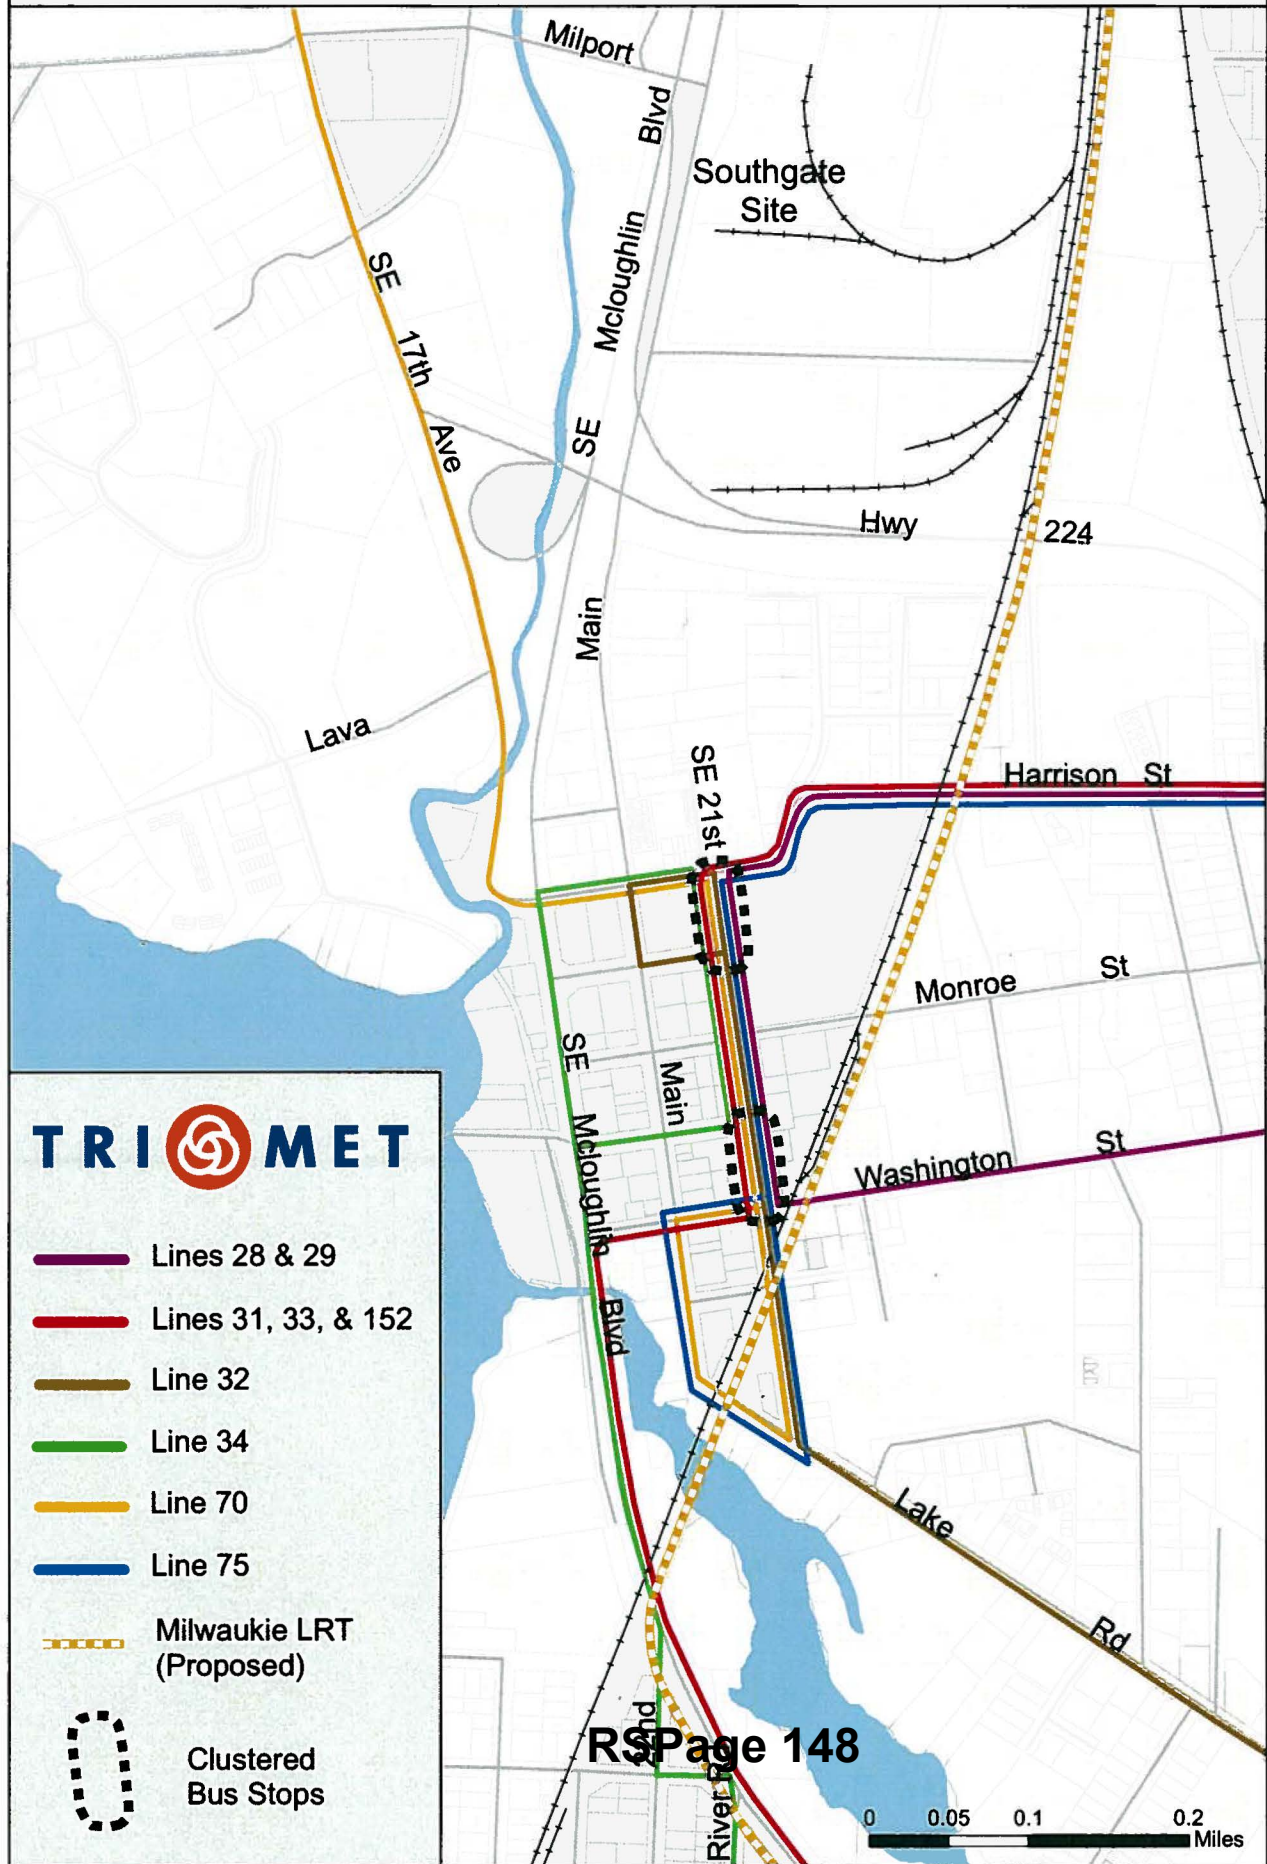 Milport
Blvd
Southgate
Site
Mcloughlin
SE
SE
17th
Ave
Hwy
224
Main
Lava
SE 21st
Harrison St
Monroe St
SE
Main
Mcloughlin
Washington St
Blvd
TRI MET
Lines 28 & 29
Lines 31, 33, & 152
Line 32
Line 34
Line 70
Line 75
Milwaukie LRT
(Proposed)
Clustered
Bus Stops
Lake
Rd
RSPage 148
River
0 0.05 0.1 0.2
Miles